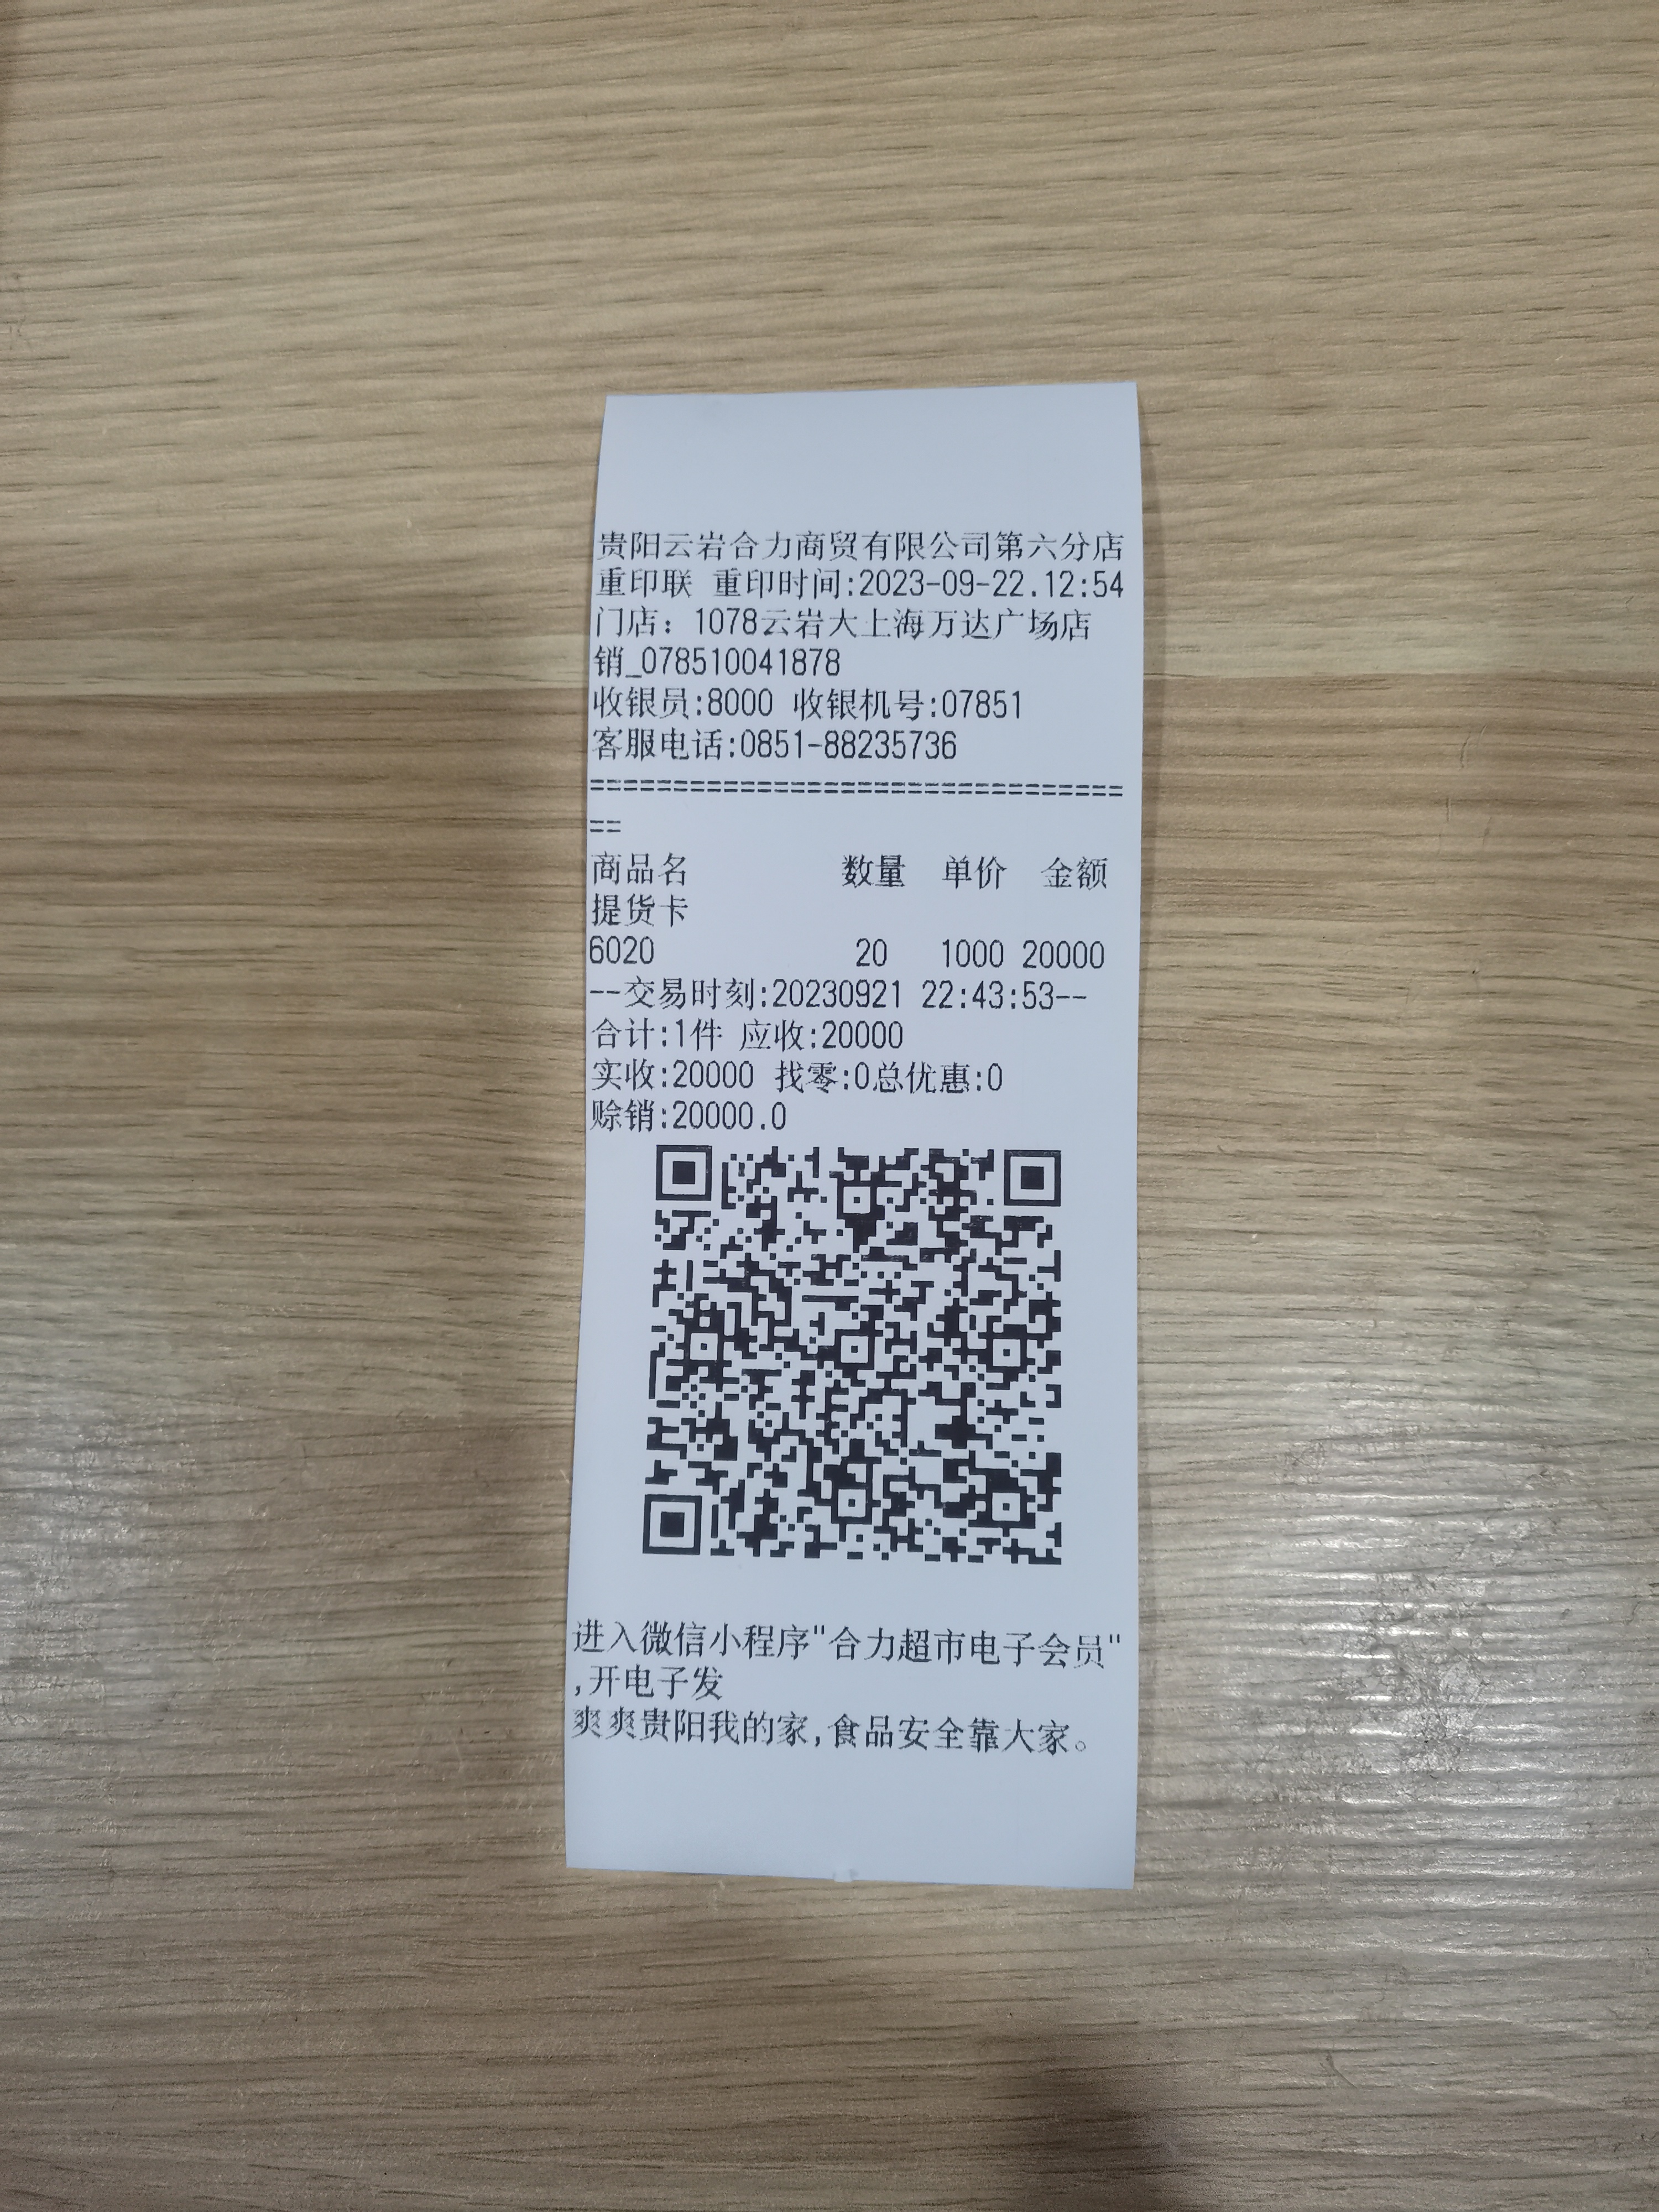 贵阳云岩合力商贸有限公司第六分店
重印联 重印时间:2023-09-22.12:54
门店：1078云岩大上海万达广场店
销_078510041878
收银员:8000 收银机号:07851
客服电话:0851-88235736
================================
==
商品名 数量 单价 金额
提货卡
6020 20 1000 20000
--交易时刻:20230921 22:43:53--
合计:1件 应收:20000
实收:20000 找零:0总优惠:0
赊销:20000.0
进入微信小程序"合力超市电子会员"
,开电子发
爽爽贵阳我的家,食品安全靠大家。